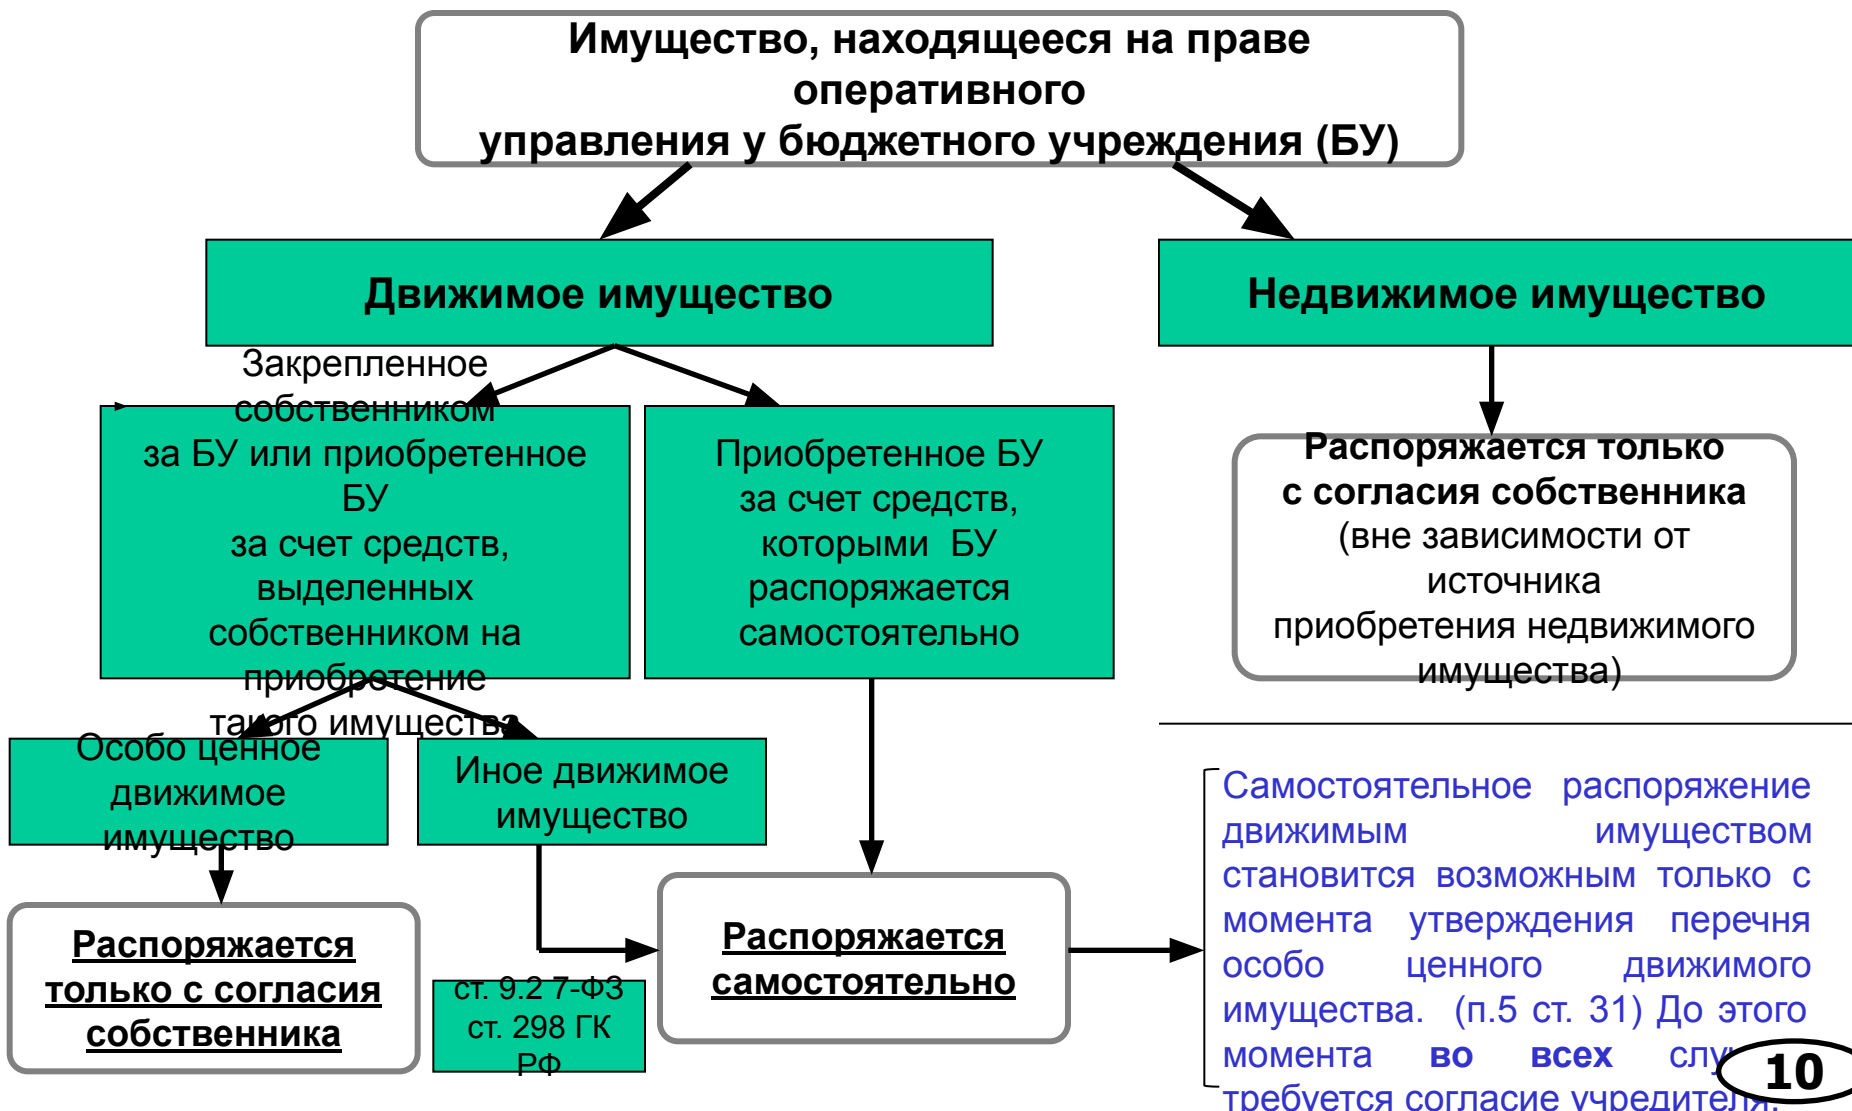 Имущество, находящееся на праве
оперативного
управления у бюджетного учреждения (БУ)
Движимое имущество
Недвижимое имущество
Закрепленное
собственником
за БУ или приобретенное
БУ
за счет средств,
выделенных
собственником на
приобретение
такого имущества
Приобретенное БУ
за счет средств,
которыми БУ
распоряжается
самостоятельно
Распоряжается только
с согласия собственника
(вне зависимости от
источника
приобретения недвижимого
имущества)
Особо ценное
движимое
имущество
Иное движимое
имущество
Распоряжается
только с согласия
собственника
ст. 9.2 7-ФЗ
ст. 298 ГК
РФ
Распоряжается
самостоятельно
Самостоятельное распоряжение
движимым имуществом
становится возможным только с
момента утверждения перечня
особо ценного движимого
имущества. (п.5 ст. 31) До этого
момента во всех
требуется согласие учредителя.
10